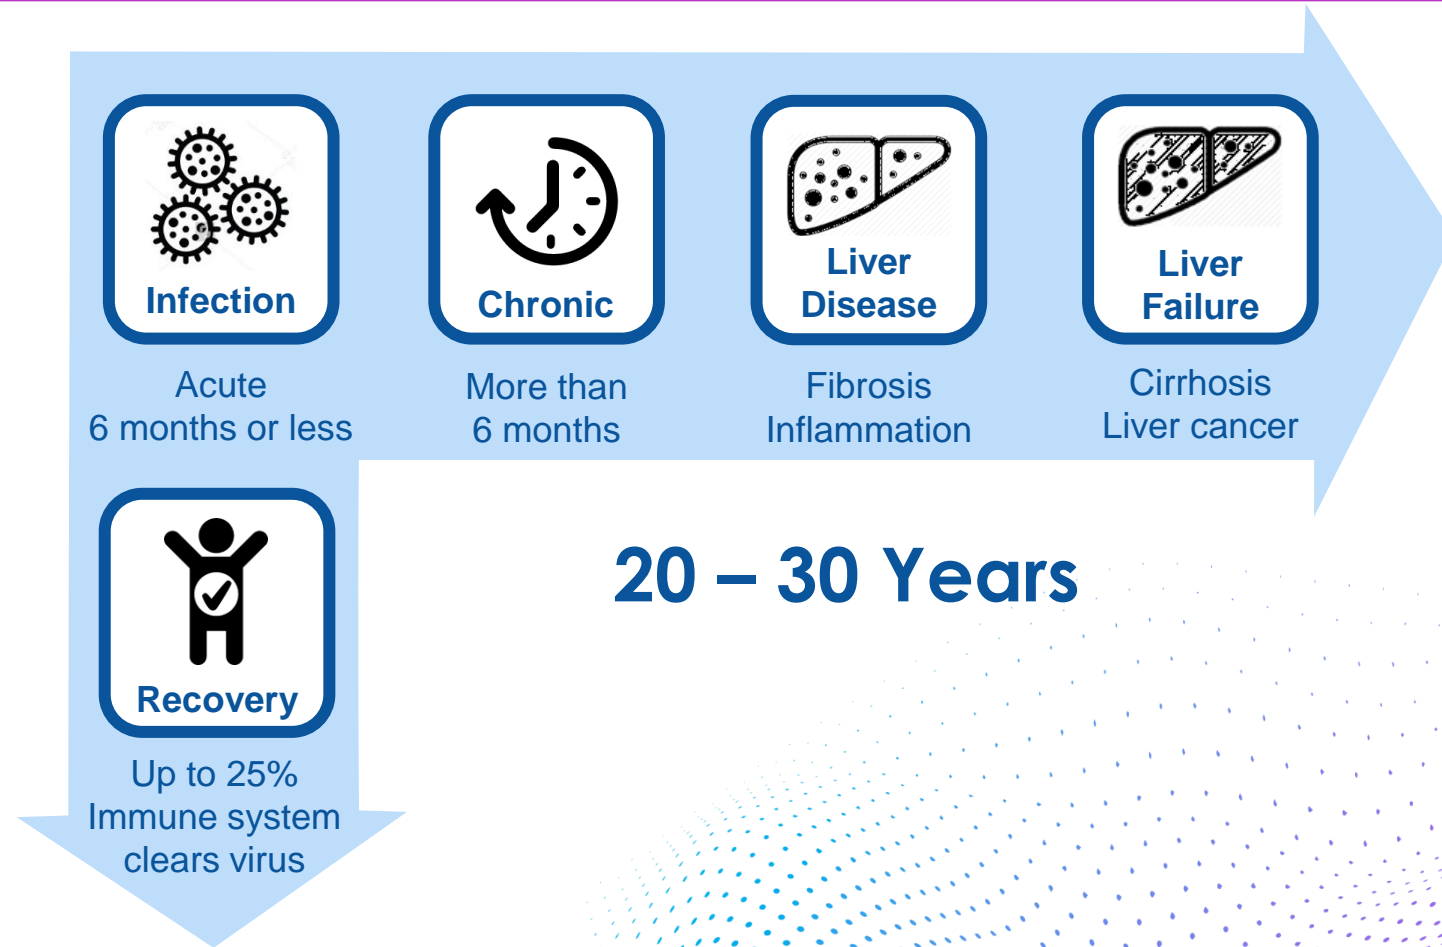 Infection
Acute
6 months or less
Chronic
More than
6 months
Liver
Disease
Fibrosis
Inflammation
Liver
Failure
Cirrhosis
Liver cancer
Recovery
Up to 25%
Immune system
clears virus
20 – 30 Years